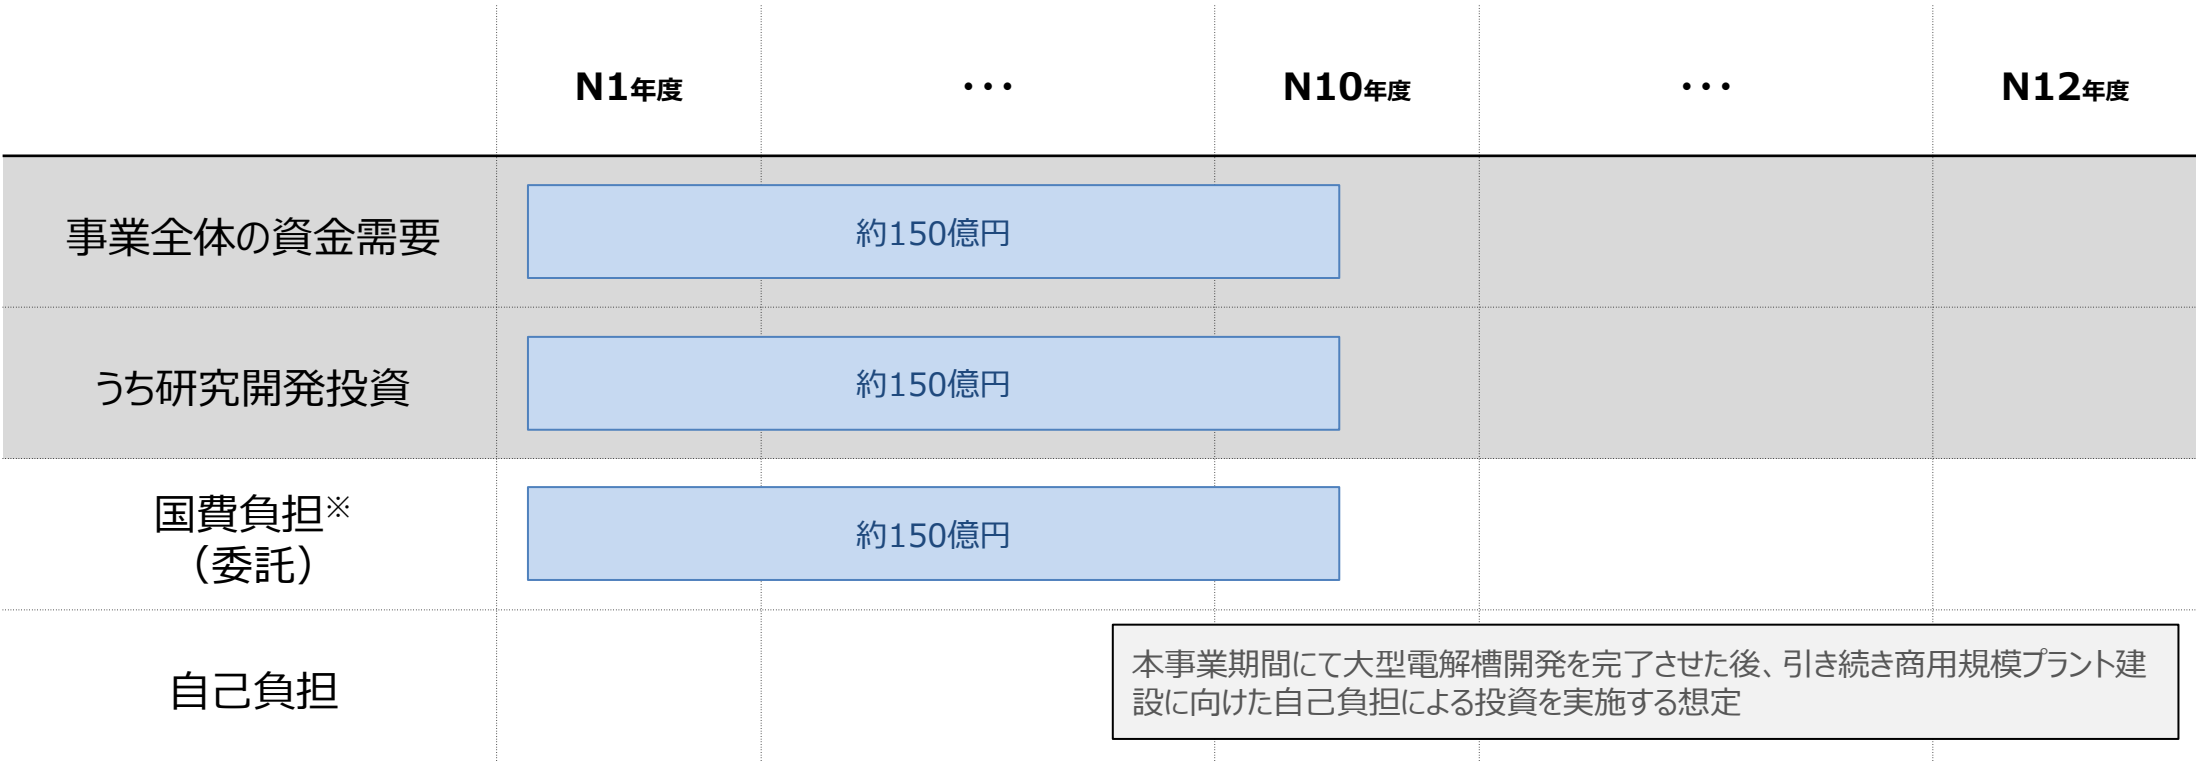 N1年度 ・・・ N10年度 ・・・ N12年度
事業全体の資金需要 約150億円
うち研究開発投資 約150億円
国費負担※
（委託）
約150億円
自己負担
本事業期間にて大型電解槽開発を完了させた後、引き続き商用規模プラント建
設に向けた自己負担による投資を実施する想定